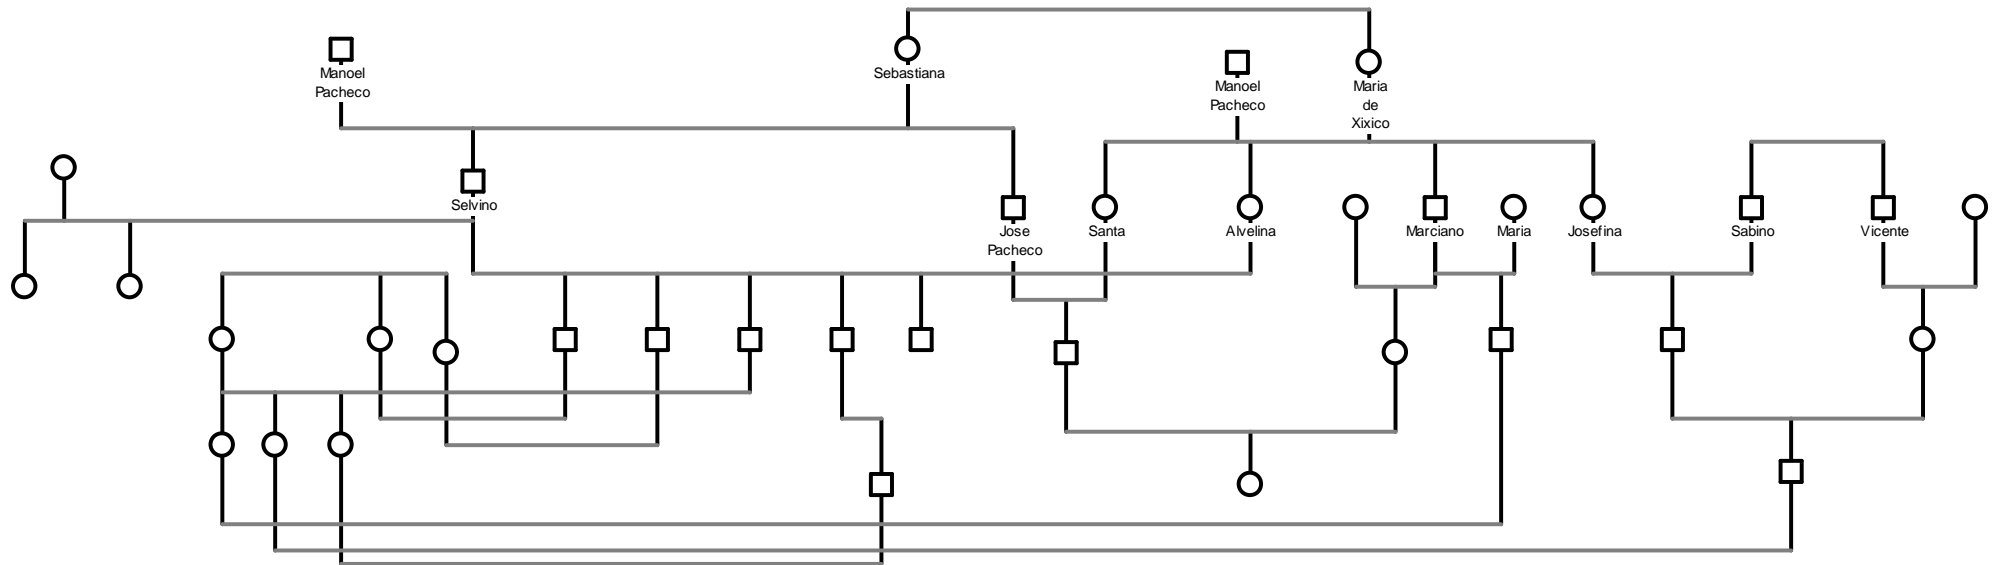 Manoel
Pacheco
Sebastiana
Manoel
Pacheco
Maria
de
Xixico
Selvino
Jose
Pacheco
Santa
Alvelina
Marciano
Maria
Josefina
Sabino
Vicente